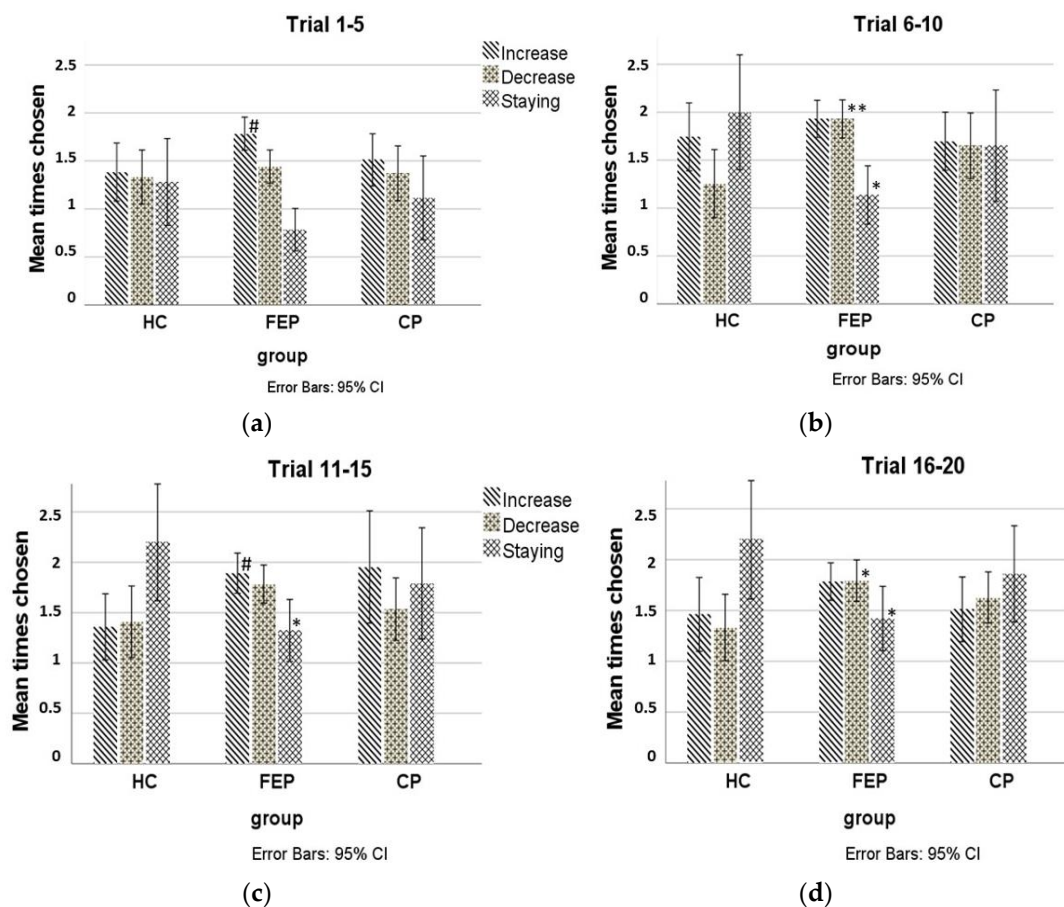 (a)
Trial 1-5
Mean times chosen
2.5
2
1.5
1
0.5
0
HC FEP CP
#
group
Error Bars: 95% CI
Increase
Decrease
Staying
(a)
(b)
Trial 6-10
Mean times chosen
2.5
2
1.5
1
0.5
0
HC FEP CP
**
*
group
Error Bars: 95% CI
(b)
Trial 11-15
Mean times chosen
2.5
2
1.5
1
0.5
0
HC FEP CP
#
*
group
Error Bars: 95% CI
Increase
Decrease
Staying
(c)
Trial 16-20
Mean times chosen
2.5
2
1.5
1
0.5
0
HC FEP CP
*
*
group
Error Bars: 95% CI
(d)